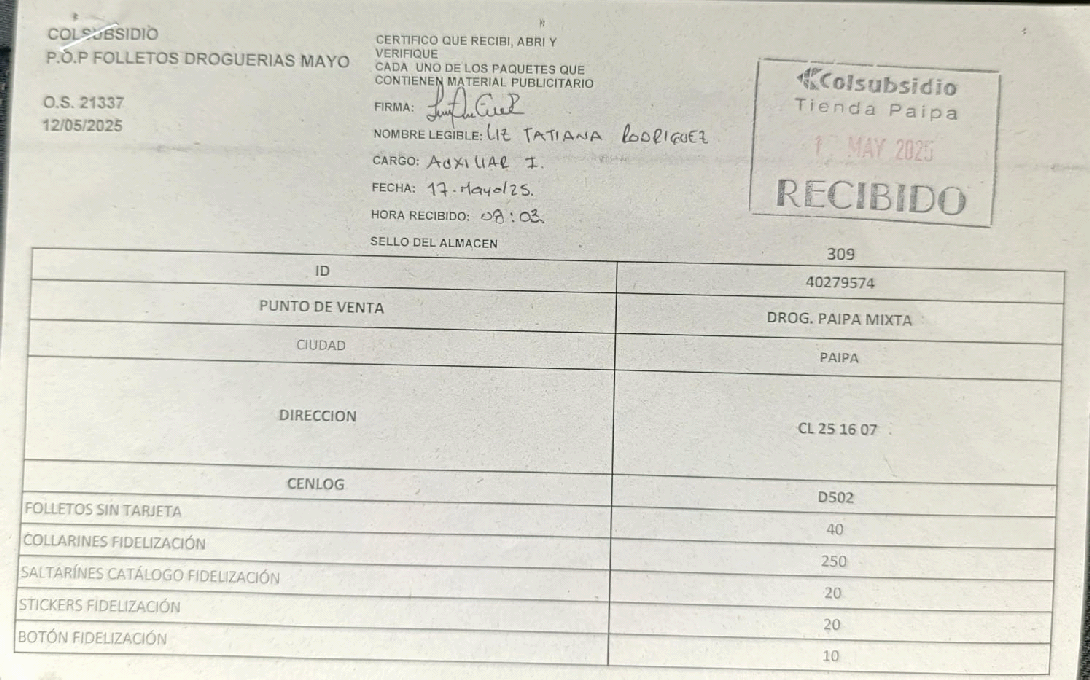 COLSUBSIDIO
P.O.P FOLLETOS DROGUERIAS MAYO
O.S. 21337
12/05/2025
CERTIFICO QUE RECIBI, ABRI Y
VERIFIQUE
CADA UNO DE LOS PAQUETES QUE
CONTIENEN MATERIAL PUBLICITARIO
FIRMA:
NOMBRE LEGIBLE: LIZ TATIANA RODRIGUEZ
CARGO: AUXILIAR I.
FECHA: 17-Mayo/25.
HORA RECIBIDO: 08:03.
SELLO DEL ALMACEN
Colsubsidio
Tienda Paipa
MAY 2025
RECIBIDO
309
ID 40279574
PUNTO DE VENTA DROG. PAIPA MIXTA
CIUDAD PAIPA
DIRECCION CL 25 16 07
CENLOG D502
FOLLETOS SIN TARJETA 40
COLLARINES FIDELIZACIÓN 250
SALTARÍNES CATÁLOGO FIDELIZACIÓN 20
STICKERS FIDELIZACIÓN 20
BOTÓN FIDELIZACIÓN 10